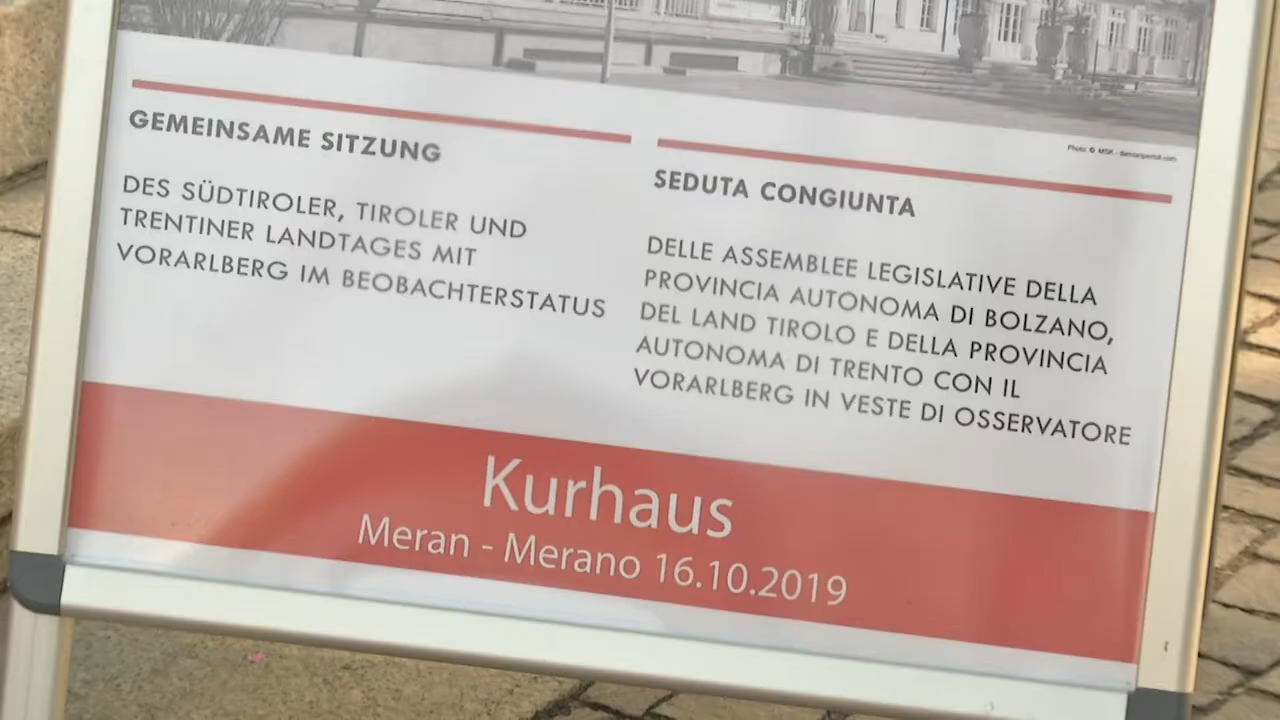 Photo: © MSK -
GEMEINSAME SITZUNG
DES SÜDTIROLER, TIROLER UND
TRENTINER LANDTAGES MIT
VORARLBERG IM BEOBACHTERSTATUS
SEDUTA CONGIUNTA
DELLE ASSEMBLEE LEGISLATIVE DELLA
PROVINCIA AUTONOMA DI BOLZANO,
DEL LAND TIROLO E DELLA PROVINCIA
AUTONOMA DI TRENTO CON IL
VORARLBERG IN VESTE DI OSSERVATORE
Kurhaus
Meran - Merano 16.10.2019